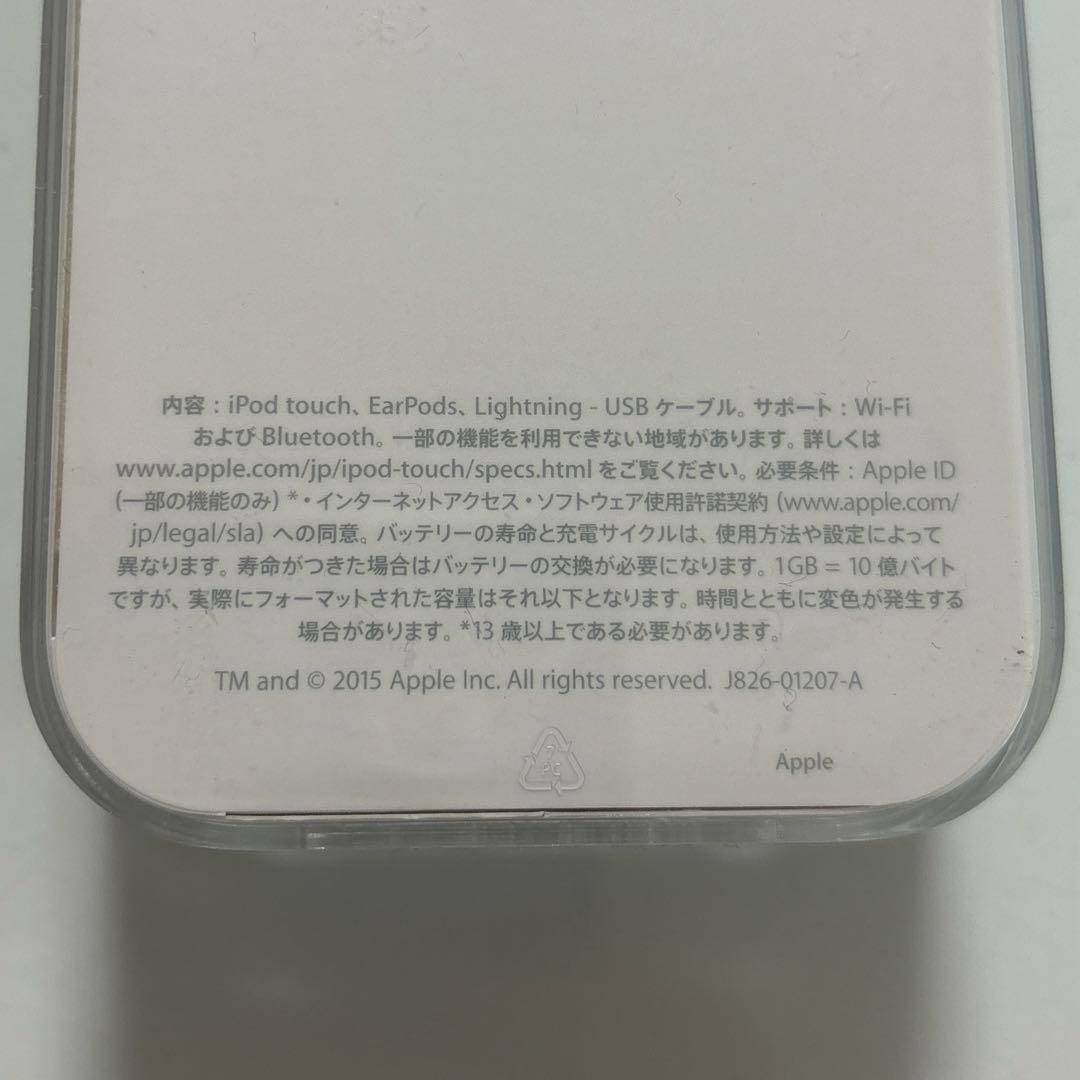 内容：iPod touch、EarPods、Lightning - USB ケーブル。サポート：Wi-Fi
および Bluetooth。一部の機能を利用できない地域があります。詳しくは
www.apple.com/jp/ipod-touch/specs.html をご覧ください。必要条件：Apple ID
(一部の機能のみ) *・インターネットアクセス・ソフトウェア使用許諾契約 (www.apple.com/
jp/legal/sla) への同意。バッテリーの寿命と充電サイクルは、使用方法や設定によって
異なります。寿命がつきた場合はバッテリーの交換が必要になります。1GB = 10 億バイト
ですが、実際にフォーマットされた容量はそれ以下となります。時間とともに変色が発生する
場合があります。*13 歳以上である必要があります。
TM and © 2015 Apple Inc. All rights reserved. J826-01207-A
7
PC
Apple